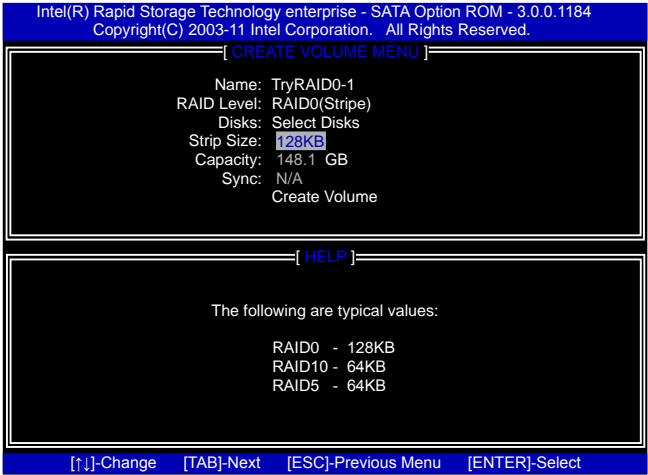 Intel(R) Rapid Storage Technology enterprise - SATA Option ROM - 3.0.0.1184
Copyright(C) 2003-11 Intel Corporation. All Rights Reserved.
[ CREATE VOLUME MENU ]
Name: TryRAID0-1
RAID Level: RAID0(Stripe)
Disks: Select Disks
Strip Size: 128KB
Capacity: 148.1 GB
Sync: N/A
Create Volume
[ HELP ]
The following are typical values:
RAID0 - 128KB
RAID10 - 64KB
RAID5 - 64KB
[↑↓]-Change [TAB]-Next [ESC]-Previous Menu [ENTER]-Select